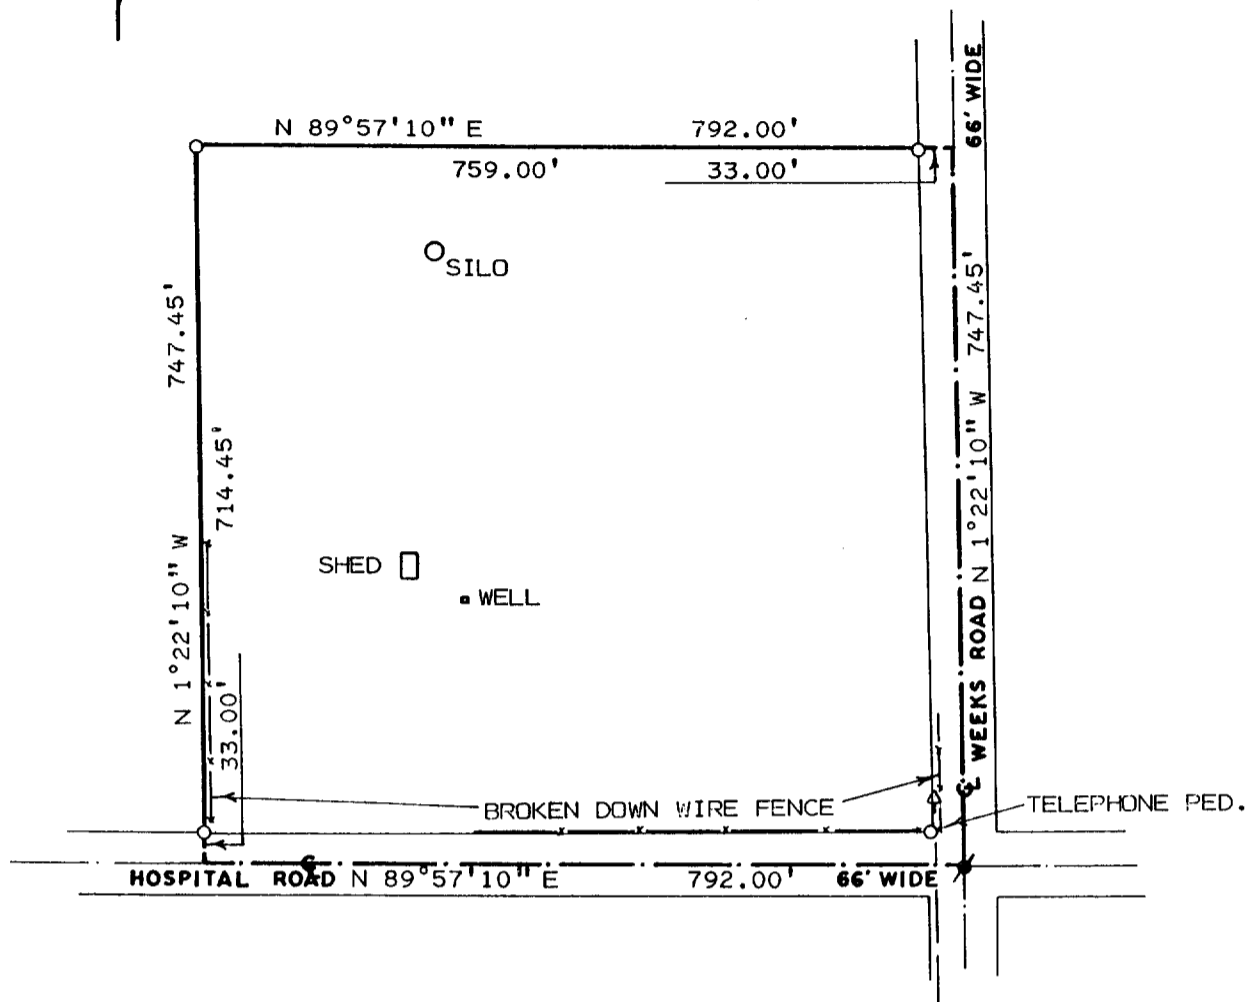 66' WIDE
N 89°57'10" E 792.00'
759.00' 33.00'
SILO
747.45'
747.45'
714.45'
N 1°22'10" W
N 1°22'10" W
SHED
WELL
WEEKS ROAD
33.00'
BROKEN DOWN WIRE FENCE
TELEPHONE PED.
HOSPITAL ROAD N 89°57'10" E 792.00' 66' WIDE